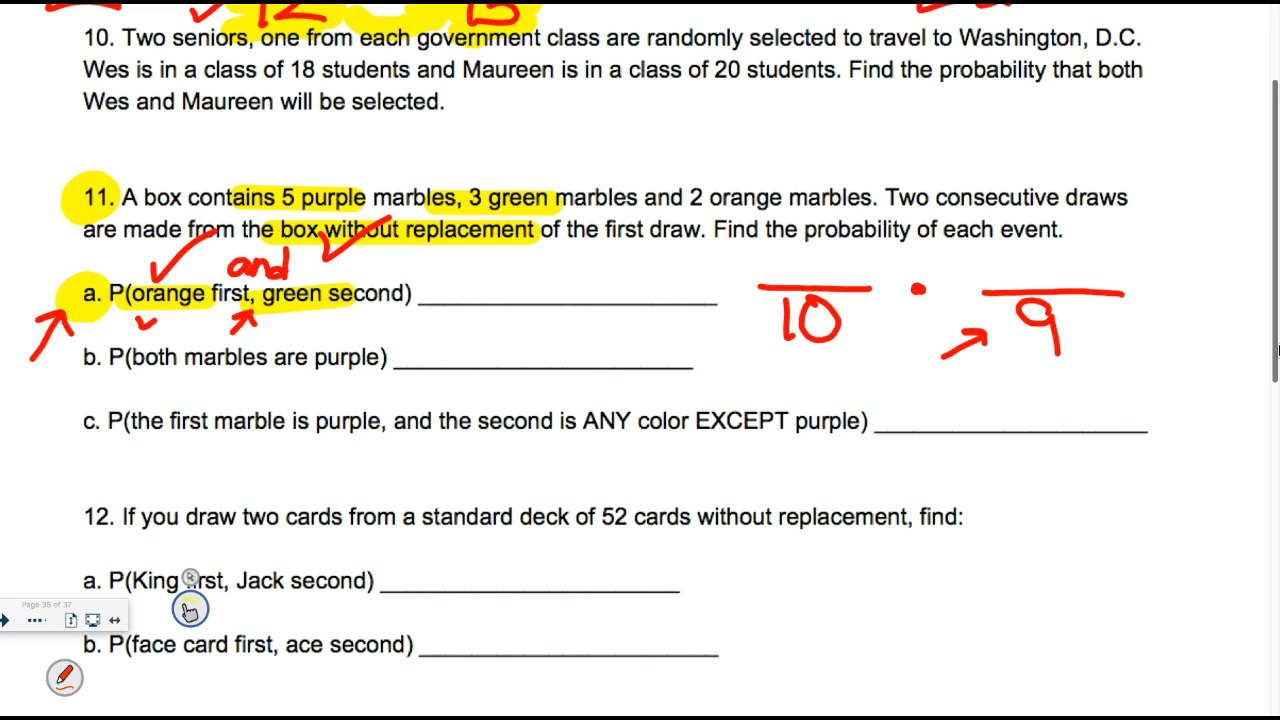 12 15
10. Two seniors, one from each government class are randomly selected to travel to Washington, D.C.
Wes is in a class of 18 students and Maureen is in a class of 20 students. Find the probability that both
Wes and Maureen will be selected.
11. A box contains 5 purple marbles, 3 green marbles and 2 orange marbles. Two consecutive draws
are made from the box without replacement of the first draw. Find the probability of each event.
and
a. P(orange first, green second) ____________________
10 • 9
b. P(both marbles are purple) ____________________
c. P(the first marble is purple, and the second is ANY color EXCEPT purple) ____________________
12. If you draw two cards from a standard deck of 52 cards without replacement, find:
a. P(King first, Jack second) ____________________
Page 35 of 37
b. P(face card first, ace second) ____________________